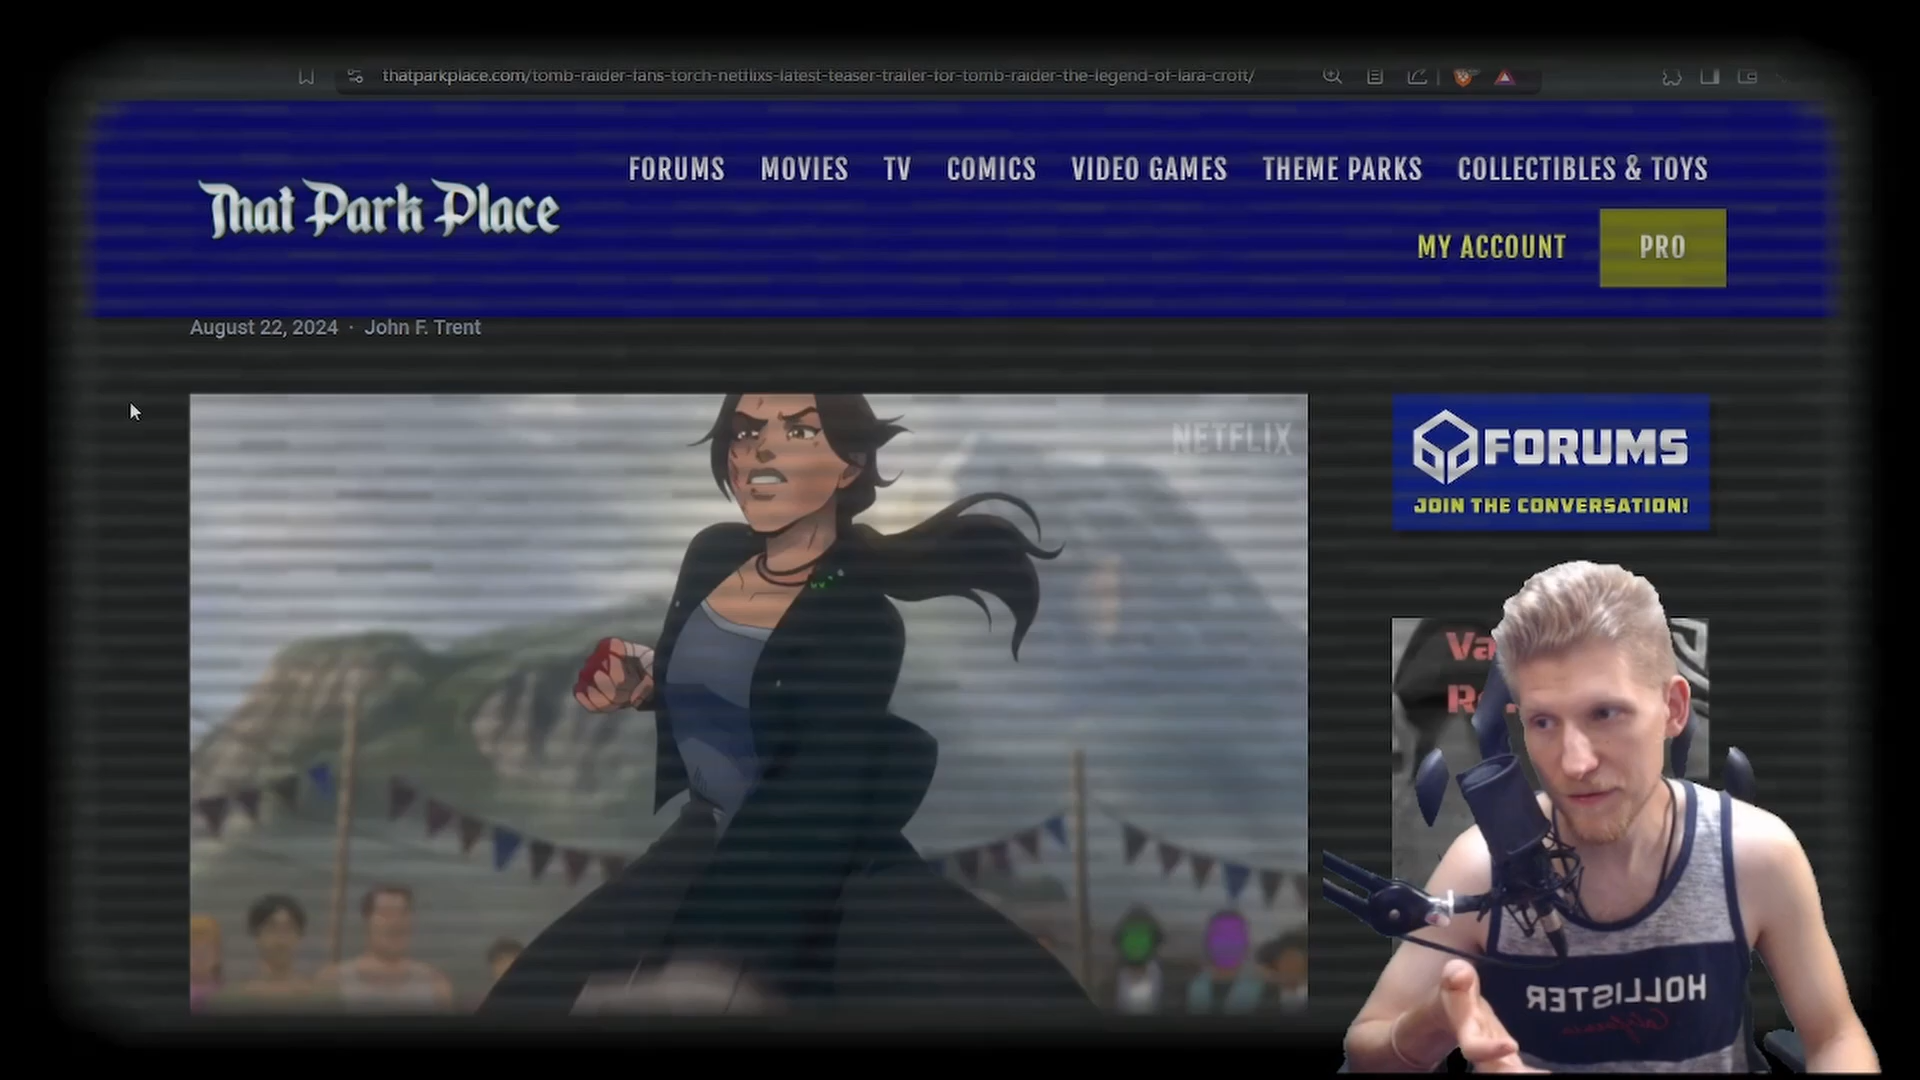 thatparkplace.com/tomb-raider-fans-torch-netflixs-latest-teaser-trailer-for-tomb-raider-the-legend-of-lara-croft/
That Park Place
FORUMS MOVIES TV COMICS VIDEO GAMES THEME PARKS COLLECTIBLES & TOYS
MY ACCOUNT PRO
August 22, 2024 · John F. Trent
NETFLIX
FORUMS
JOIN THE CONVERSATION!
HOLLISTER
California